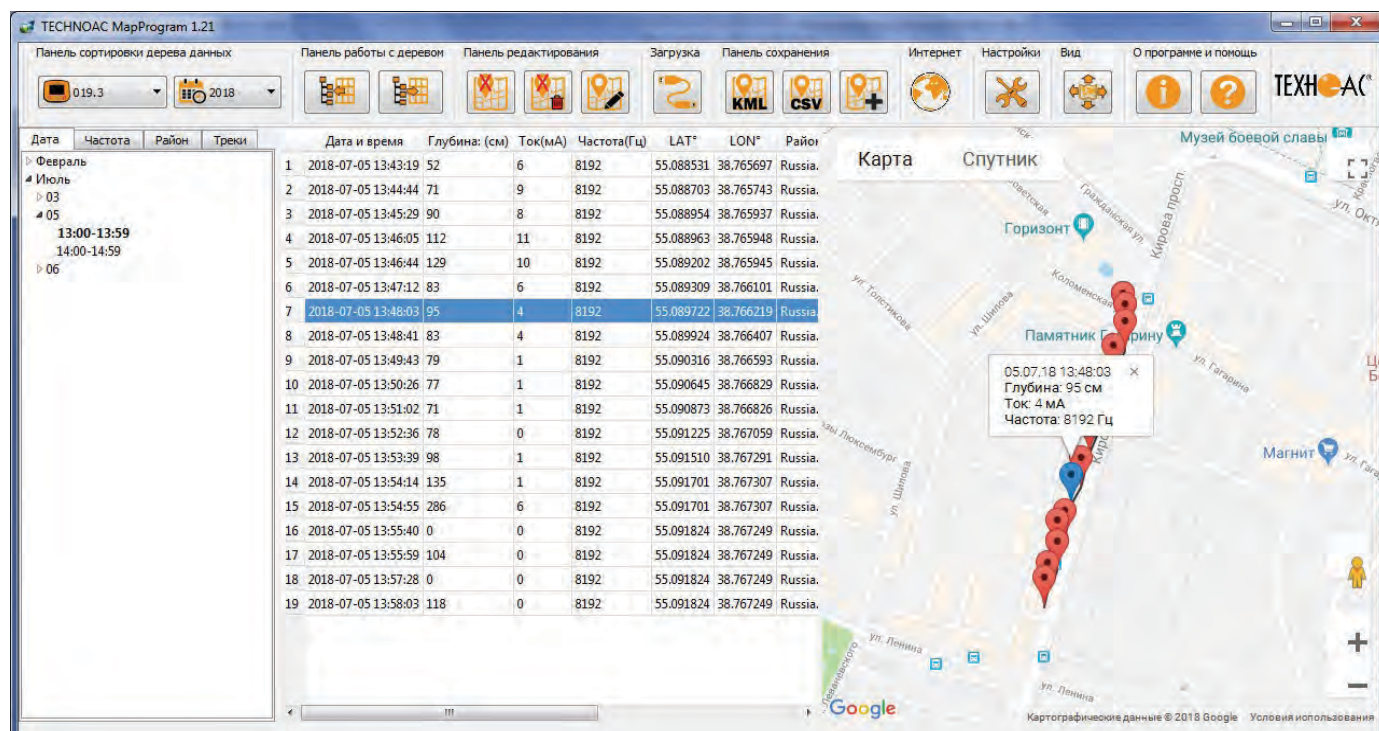 TECHNOAC MapProgram 1.21
Панель сортировки дерева данных
Панель работы с деревом
Панель редактирования
Загрузка
Панель сохранения
Интернет
Настройки
Вид
О программе и помощь
019.3
2018
KML
CSV
ТЕХНОАС®
Дата Частота Район Треки
Февраль
Июль
03
05
13:00-13:59
14:00-14:59
06
Дата и время Глубина: (см) Ток(мА) Частота(Гц) LAT° LON° Район
1 2018-07-05 13:43:19 52 6 8192 55.088531 38.765697 Russia.
2 2018-07-05 13:44:44 71 9 8192 55.088703 38.765743 Russia.
3 2018-07-05 13:45:29 90 8 8192 55.088954 38.765937 Russia.
4 2018-07-05 13:46:05 112 11 8192 55.088963 38.765948 Russia.
5 2018-07-05 13:46:44 129 10 8192 55.089202 38.765945 Russia.
6 2018-07-05 13:47:12 83 6 8192 55.089309 38.766101 Russia.
7 2018-07-05 13:48:03 95 4 8192 55.089722 38.766219 Russia.
8 2018-07-05 13:48:41 83 4 8192 55.089924 38.766407 Russia.
9 2018-07-05 13:49:43 79 1 8192 55.090316 38.766593 Russia.
10 2018-07-05 13:50:26 77 1 8192 55.090645 38.766829 Russia.
11 2018-07-05 13:51:02 71 1 8192 55.090873 38.766826 Russia.
12 2018-07-05 13:52:36 78 0 8192 55.091225 38.767059 Russia.
13 2018-07-05 13:53:39 98 1 8192 55.091510 38.767291 Russia.
14 2018-07-05 13:54:14 135 1 8192 55.091701 38.767307 Russia.
15 2018-07-05 13:54:55 286 6 8192 55.091701 38.767307 Russia.
16 2018-07-05 13:55:40 0 0 8192 55.091824 38.767249 Russia.
17 2018-07-05 13:55:59 104 0 8192 55.091824 38.767249 Russia.
18 2018-07-05 13:57:28 0 0 8192 55.091824 38.767249 Russia.
19 2018-07-05 13:58:03 118 0 8192 55.091824 38.767249 Russia.
Карта Спутник
Музей боевой славы
Гражданская ул.
Кирова просп.
ул. Окт
Горизонт
Коломенская
ул. Толстикова
ул. Шилова
Памятник Г рину
ул. Гагарина
05.07.18 13:48:03
Глубина: 95 см
Ток: 4 мА
Частота: 8192 Гц
Люксембург
Киро
Магнит
ул. Гага
ул. Шилова
ул. Ленина
ул. Ленина
Леваневского
Google
Картографические данные © 2018 Google Условия использования